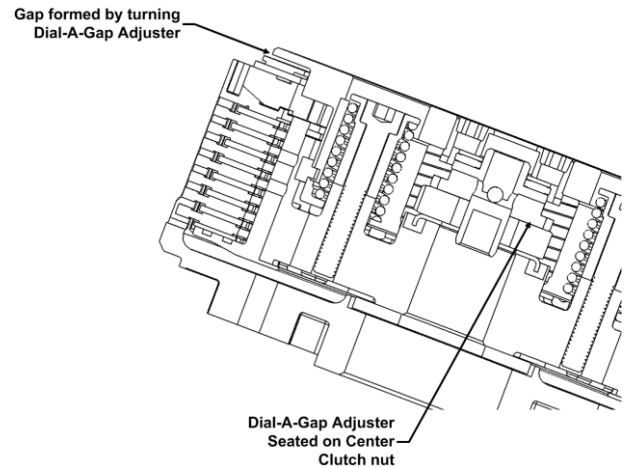 Gap formed by turning
Dial-A-Gap Adjuster
Dial-A-Gap Adjuster
Seated on Center
Clutch nut